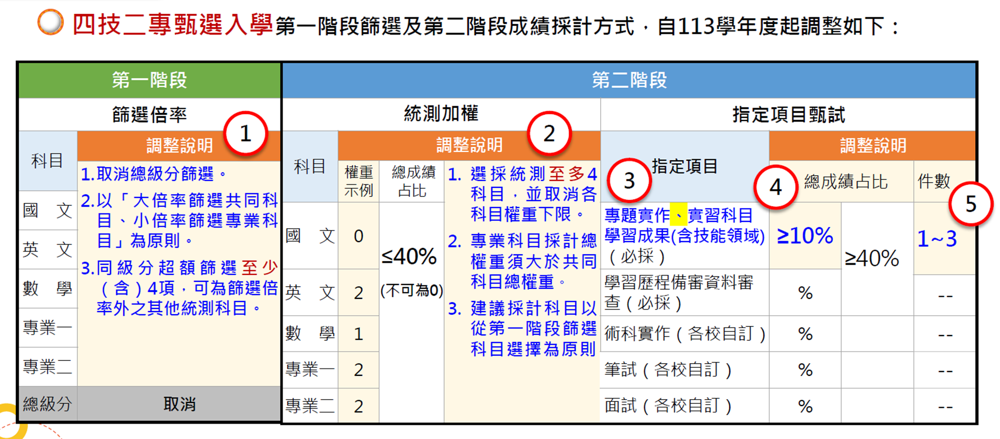 四技二專甄選入學第一階段篩選及第二階段成績採計方式，自113學年度起調整如下：
第一階段
篩選倍率
1
科目
調整說明
國 文
英 文
數 學
專業一
專業二
1.取消總級分篩選。
2.以「大倍率篩選共同科
目、小倍率篩選專業科
目」為原則。
3.同級分超額篩選至少
（含）4項，可為篩選倍
率外之其他統測科目。
總級分
取消
第二階段
統測加權
2
科目
調整說明
權重
示例
總成績
占比
國 文
0
英 文
2
數 學
1
專業一
2
專業二
2
≤40%
(不可為0)
1. 選採統測至多4
科目，並取消各
科目權重下限。
2. 專業科目採計總
權重須大於共同
科目總權重。
3. 建議採計科目以
從第一階段篩選
科目選擇為原則
指定項目甄試
3
指定項目
調整說明
4
總成績占比
件數
5
專題實作、實習科目
學習成果(含技能領域)
（必採）
≥10%
≥40%
1~3
學習歷程備審資料審
查（必採）
%
--
術科實作（各校自訂）
%
--
筆試（各校自訂）
%
--
面試（各校自訂）
%
--